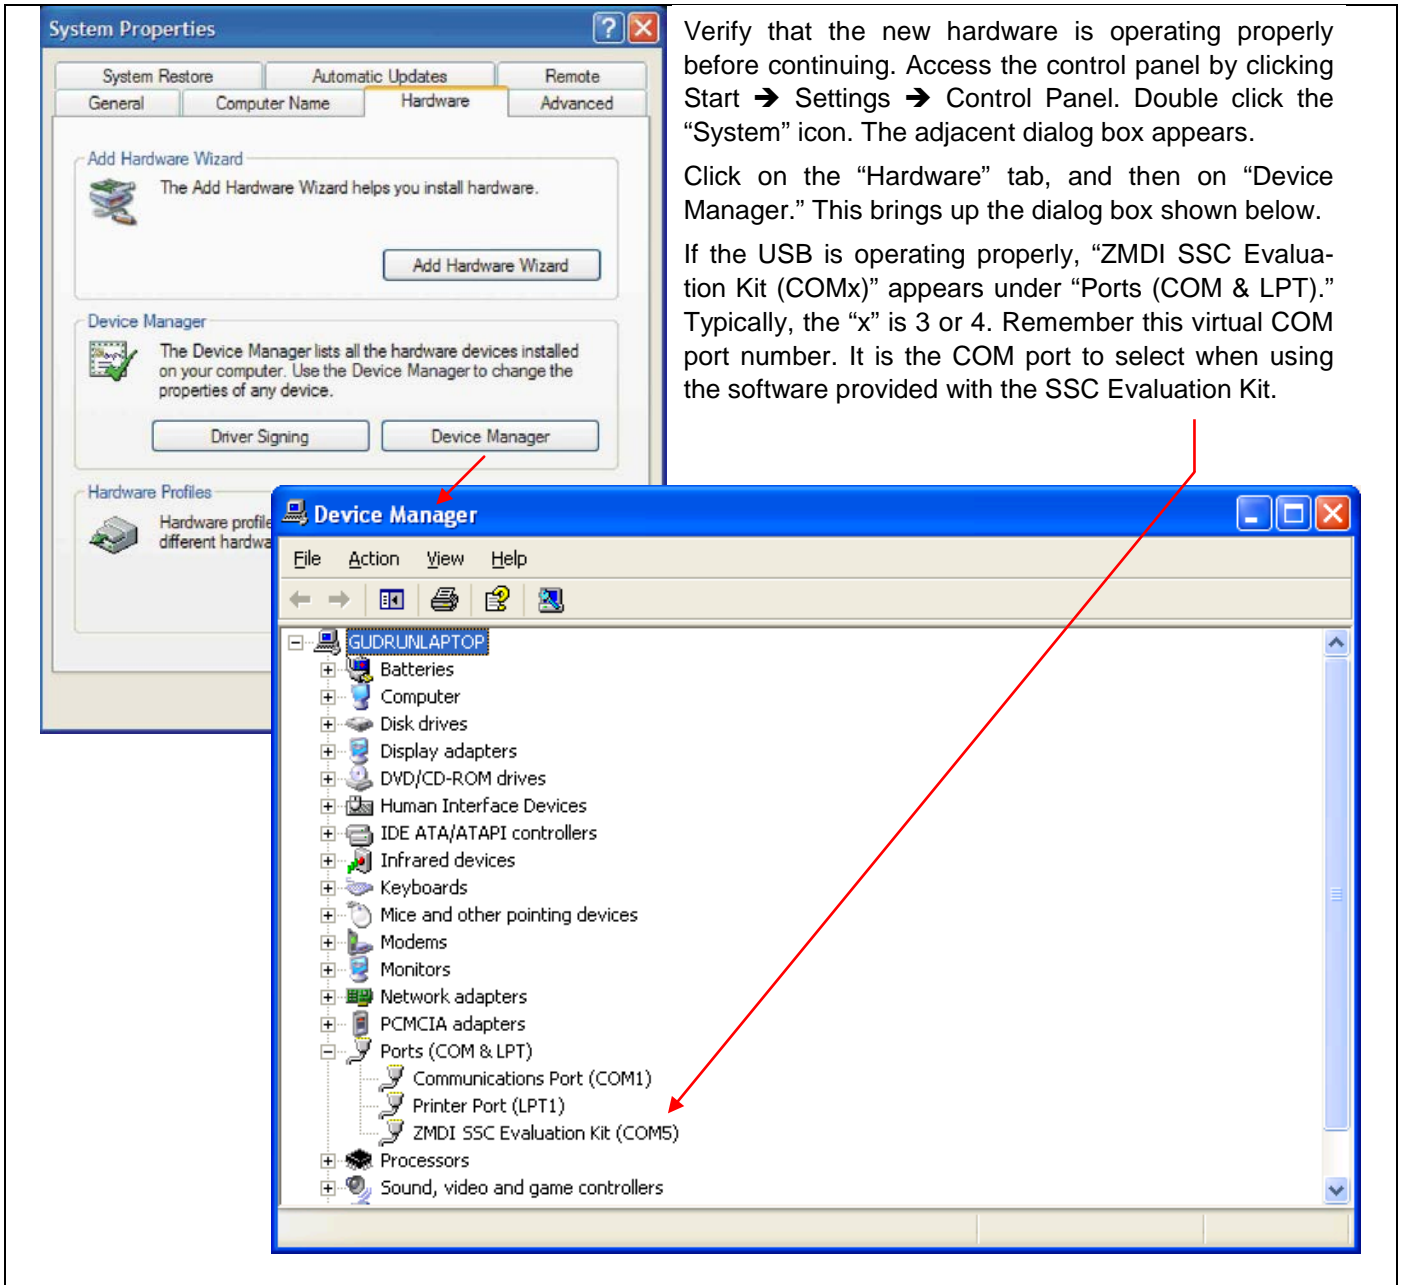 System Properties
System Restore Automatic Updates Remote
General Computer Name Hardware Advanced
Add Hardware Wizard
The Add Hardware Wizard helps you install hardware.
Add Hardware Wizard
Device Manager
The Device Manager lists all the hardware devices installed
on your computer. Use the Device Manager to change the
properties of any device.
Driver Signing Device Manager
Hardware Profiles
Hardware profile
different hardwa
Verify that the new hardware is operating properly
before continuing. Access the control panel by clicking
Start ➔ Settings ➔ Control Panel. Double click the
“System” icon. The adjacent dialog box appears.
Click on the “Hardware” tab, and then on “Device
Manager.” This brings up the dialog box shown below.
If the USB is operating properly, “ZMDI SSC Evalua-
tion Kit (COMx)” appears under “Ports (COM & LPT).”
Typically, the “x” is 3 or 4. Remember this virtual COM
port number. It is the COM port to select when using
the software provided with the SSC Evaluation Kit.
Device Manager
File Action View Help
GUDRUNLAPTOP
Batteries
Computer
Disk drives
Display adapters
DVD/CD-ROM drives
Human Interface Devices
IDE ATA/ATAPI controllers
Infrared devices
Keyboards
Mice and other pointing devices
Modems
Monitors
Network adapters
PCMCIA adapters
Ports (COM & LPT)
Communications Port (COM1)
Printer Port (LPT1)
ZMDI SSC Evaluation Kit (COM5)
Processors
Sound, video and game controllers